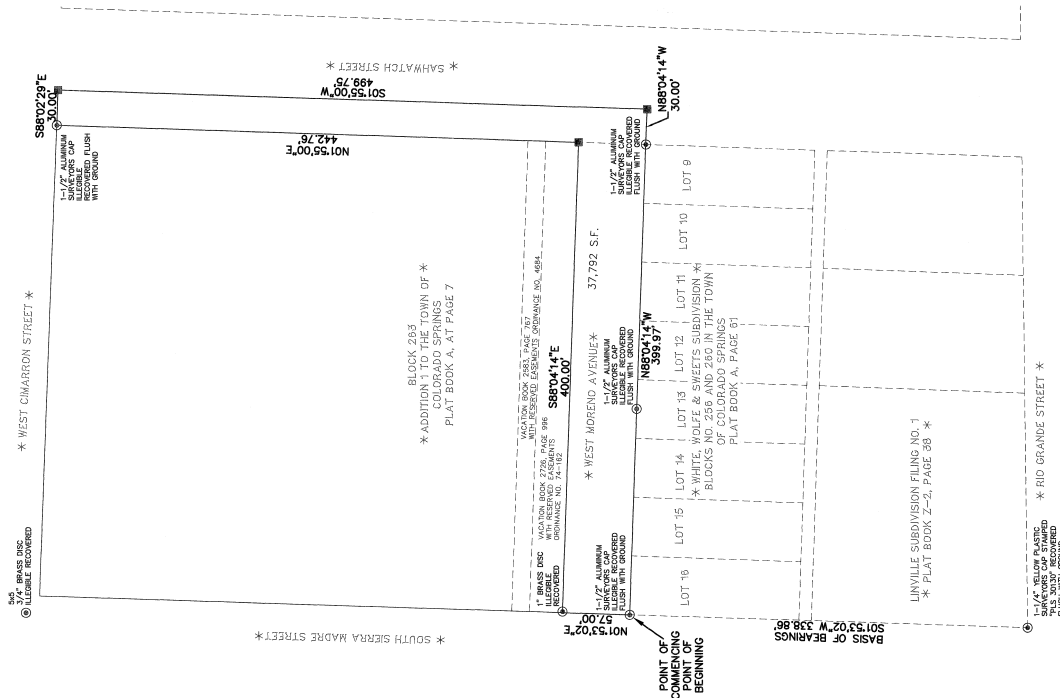 * SAHWATCH STREET *
S88°02'29"E
30.00'
S01°55'00"W
499.75'
N88°04'14"W
30.00'
1-1/2" ALUMINUM
SURVEYORS CAP
ILLEGIBLE
RECOVERED FLUSH
WITH GROUND
N01°55'00"E
442.76'
1-1/2" ALUMINUM
SURVEYORS CAP
ILLEGIBLE RECOVERED
FLUSH WITH GROUND
* WEST CIMARRON STREET *
BLOCK 263
* ADDITION 1 TO THE TOWN OF *
COLORADO SPRINGS
PLAT BOOK A, AT PAGE 7
VACATION BOOK 2583, PAGE 767
WITH RESERVED EASEMENTS ORDINANCE NO. 4684
VACATION BOOK 2726, PAGE 996
WITH RESERVED EASEMENTS
ORDINANCE NO. 74-162
S88°04'14"E
400.00'
37,792 S.F.
* WEST MORENO AVENUE *
1-1/2" ALUMINUM
SURVEYORS CAP
ILLEGIBLE RECOVERED
FLUSH WITH GROUND
N88°04'14"W
399.97'
LOT 9
LOT 10
LOT 11
LOT 12
LOT 13
LOT 14
LOT 15
LOT 16
* WHITE, WOLFE & SWEETS SUBDIVISION *
BLOCKS NO. 256 AND 260 IN THE TOWN
OF COLORADO SPRINGS
PLAT BOOK A, PAGE 61
LINVILLE SUBDIVISION FILING NO. 1
* PLAT BOOK Z-2, PAGE 38 *
* RIO GRANDE STREET *
5x5
3/4" BRASS DISC
ILLEGIBLE RECOVERED
* SOUTH SIERRA MADRE STREET *
1" BRASS DISC
ILLEGIBLE
RECOVERED
N01°53'02"E
57.00'
1-1/2" ALUMINUM
SURVEYORS CAP
ILLEGIBLE RECOVERED
FLUSH WITH GROUND
POINT OF
COMMENCING
POINT OF
BEGINNING
BASIS OF BEARINGS
S01°53'02"W 338.86'
1-1/4" YELLOW PLASTIC
SURVEYORS CAP STAMPED
"PLS 30130" RECOVERED